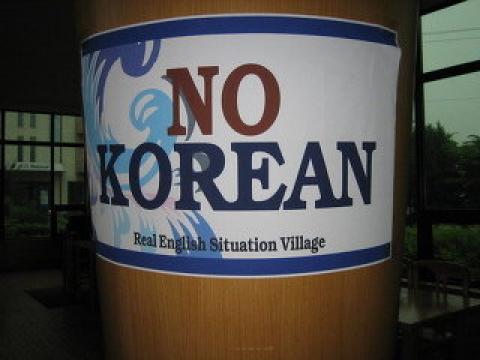 NO
KOREAN
Real English Situation Village